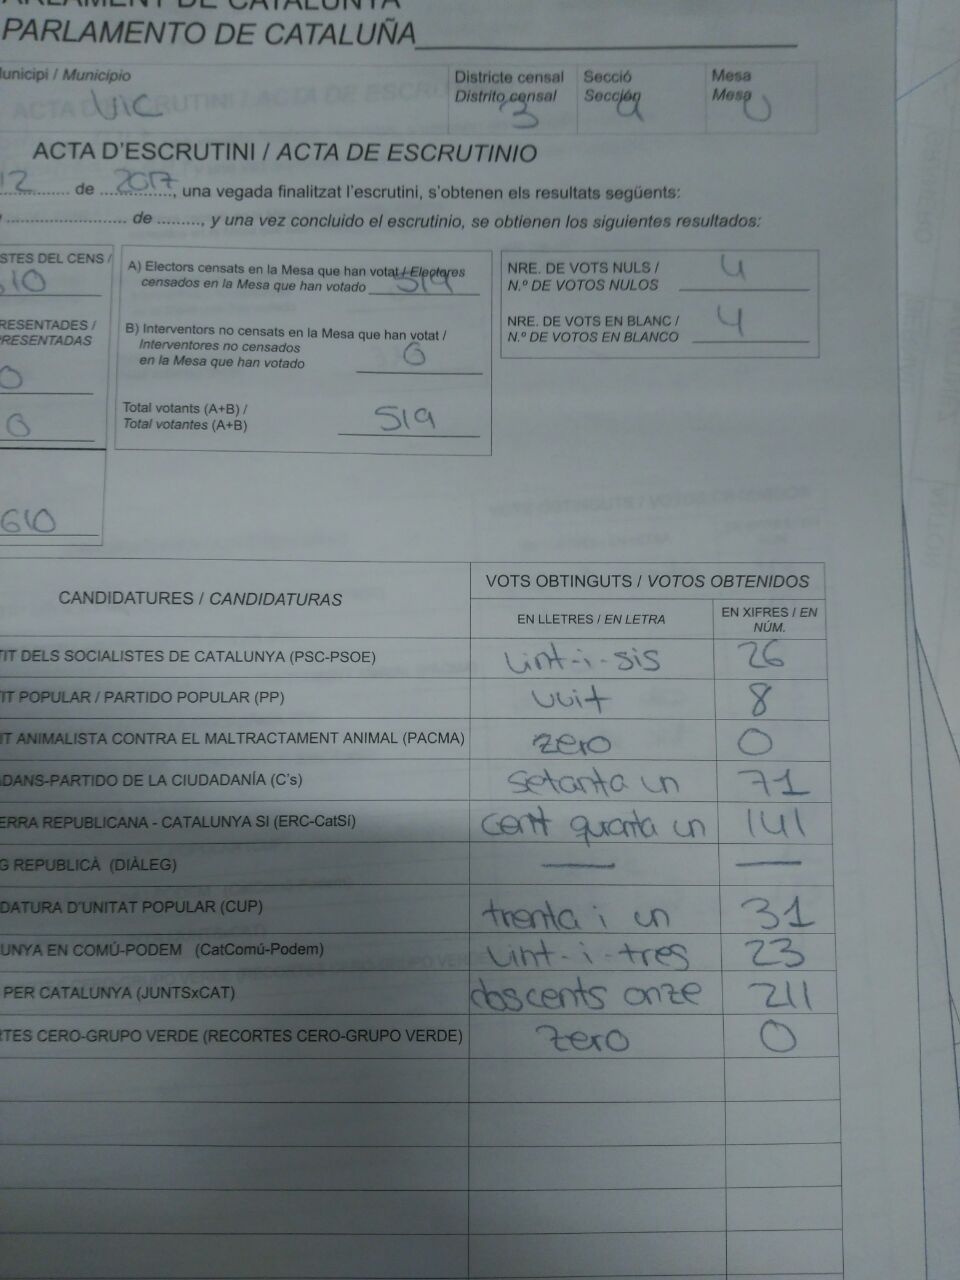 PARLAMENT DE CATALUNYA
PARLAMENTO DE CATALUÑA
Municipi / Municipio
VIC
Districte censal
Distrito censal
3
Secció
Sección
4
Mesa
Mesa
U
ACTA D'ESCRUTINI / ACTA DE ESCRUTINIO
12 de 2017, una vegada finalitzat l'escrutini, s'obtenen els resultats següents:
de ........., y una vez concluido el escrutinio, se obtienen los siguientes resultados:
STES DEL CENS /
610
RESENTADES /
PRESENTADAS
0
0
610
A) Electors censats en la Mesa que han votat / Electores
censados en la Mesa que han votado 519
B) Interventors no censats en la Mesa que han votat /
Interventores no censados
en la Mesa que han votado 0
Total votants (A+B) /
Total votantes (A+B) 519
NRE. DE VOTS NULS /
N.º DE VOTOS NULOS 4
NRE. DE VOTS EN BLANC /
N.º DE VOTOS EN BLANCO 4
CANDIDATURES / CANDIDATURAS
VOTS OBTINGUTS / VOTOS OBTENIDOS
EN LLETRES / EN LETRA
EN XIFRES / EN
NÚM.
TIT DELS SOCIALISTES DE CATALUNYA (PSC-PSOE) vint-i-sis 26
TIT POPULAR / PARTIDO POPULAR (PP) vuit 8
IT ANIMALISTA CONTRA EL MALTRACTAMENT ANIMAL (PACMA) zero 0
ADANS-PARTIDO DE LA CIUDADANÍA (C's) setanta un 71
ERRA REPUBLICANA - CATALUNYA SI (ERC-CatSí) cent quranta un 141
G REPUBLICÀ (DIÀLEG) — —
DATURA D'UNITAT POPULAR (CUP) trenta i un 31
UNYA EN COMÚ-PODEM (CatComú-Podem) vint-i-tres 23
PER CATALUNYA (JUNTSxCAT) doscents onze 211
RTES CERO-GRUPO VERDE (RECORTES CERO-GRUPO VERDE) zero 0